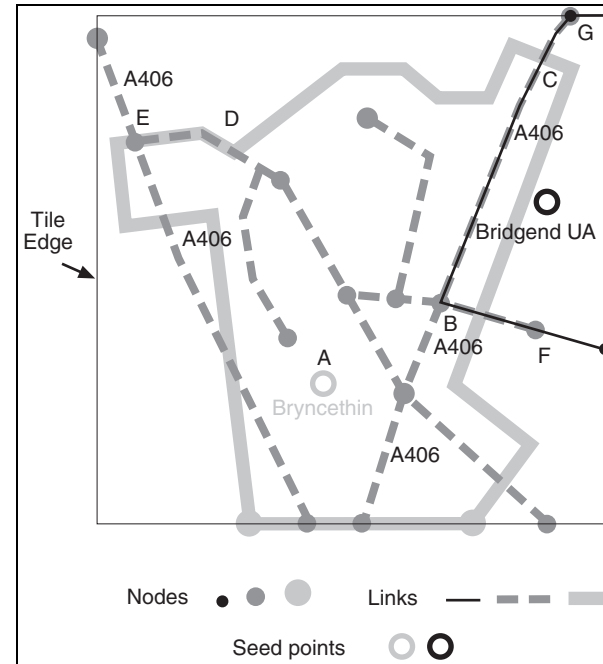 G
A406
C
E
D
A406
Tile
Edge
A406
Bridgend UA
B
A406
F
A
Bryncethin
A406
Nodes
Links
Seed points